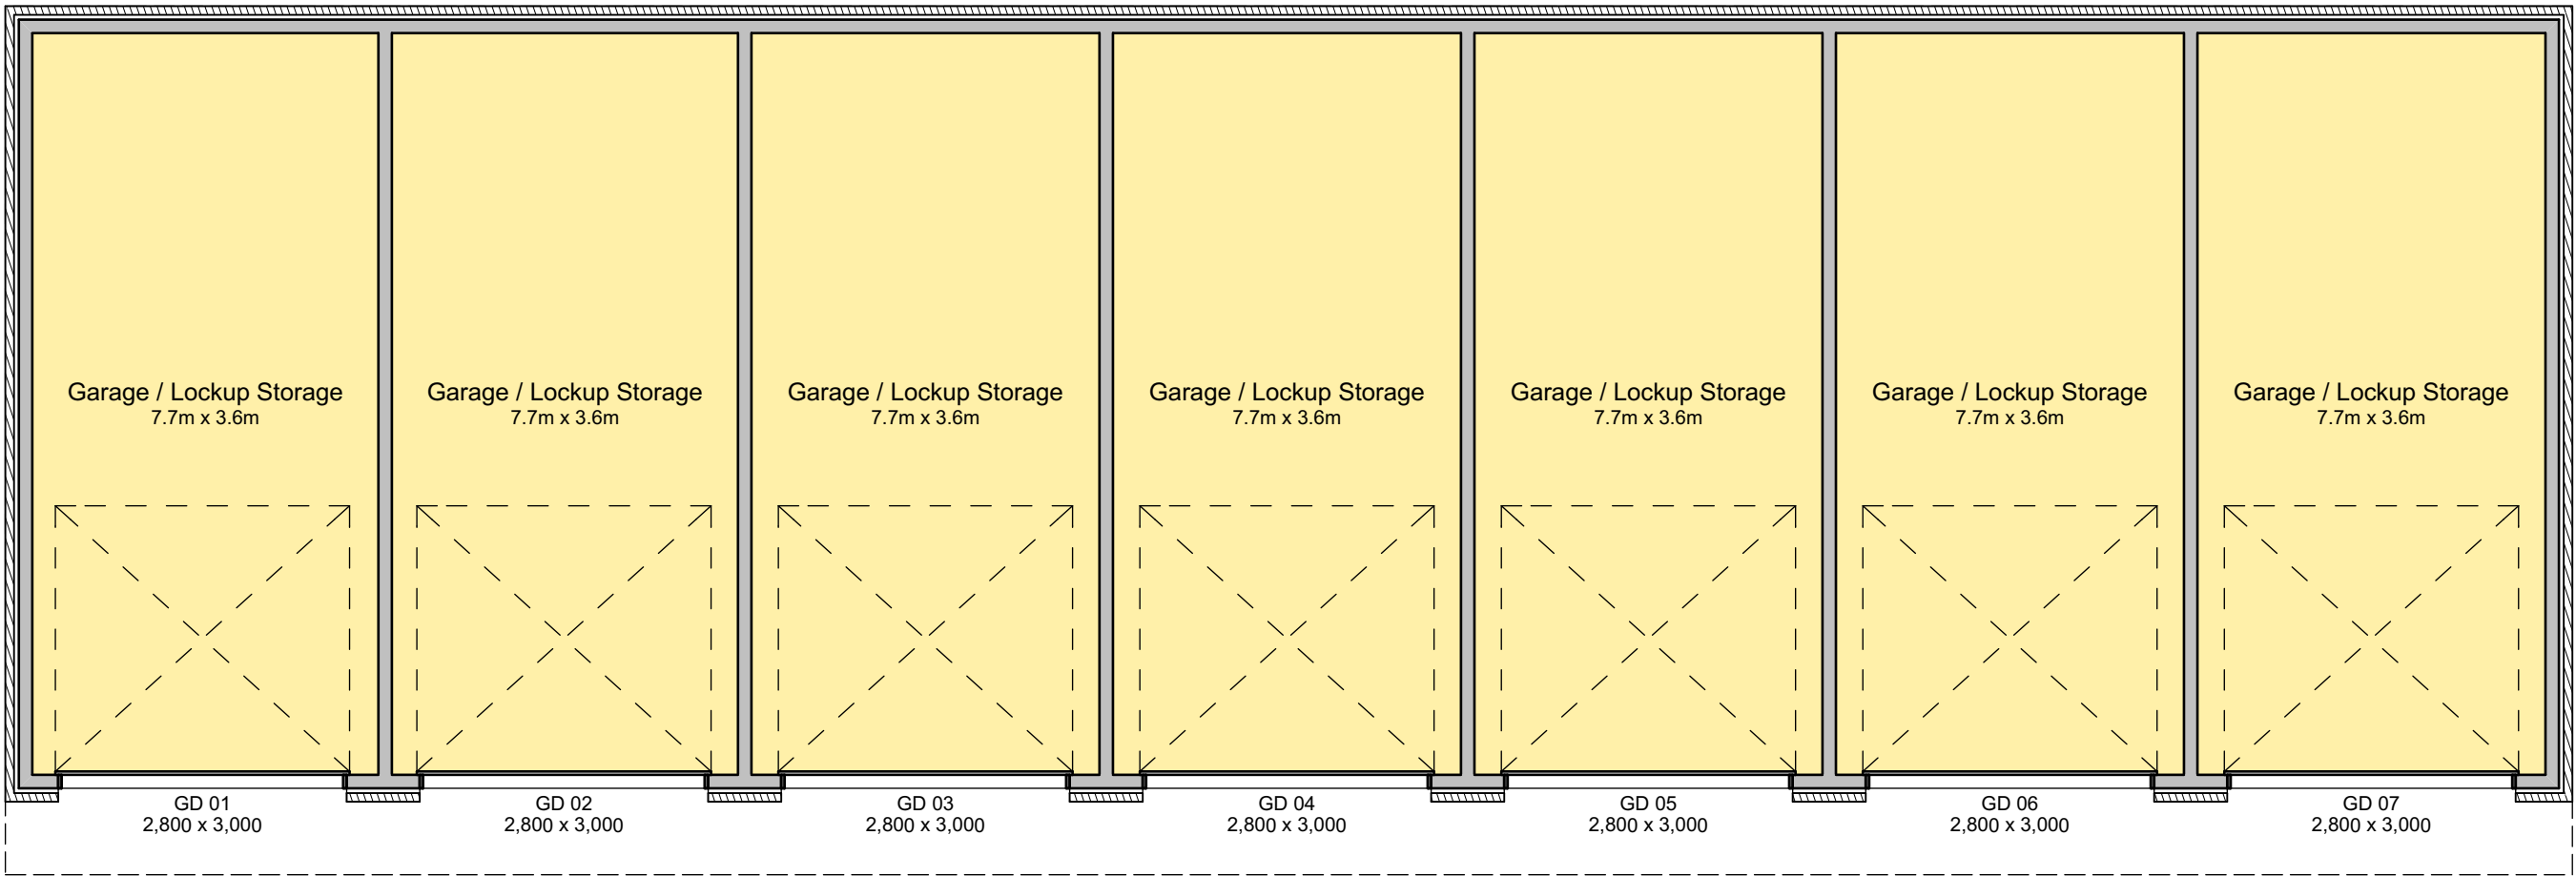 Garage / Lockup Storage
7.7m x 3.6m
Garage / Lockup Storage
7.7m x 3.6m
Garage / Lockup Storage
7.7m x 3.6m
Garage / Lockup Storage
7.7m x 3.6m
Garage / Lockup Storage
7.7m x 3.6m
Garage / Lockup Storage
7.7m x 3.6m
Garage / Lockup Storage
7.7m x 3.6m
GD 01
2,800 x 3,000
GD 02
2,800 x 3,000
GD 03
2,800 x 3,000
GD 04
2,800 x 3,000
GD 05
2,800 x 3,000
GD 06
2,800 x 3,000
GD 07
2,800 x 3,000